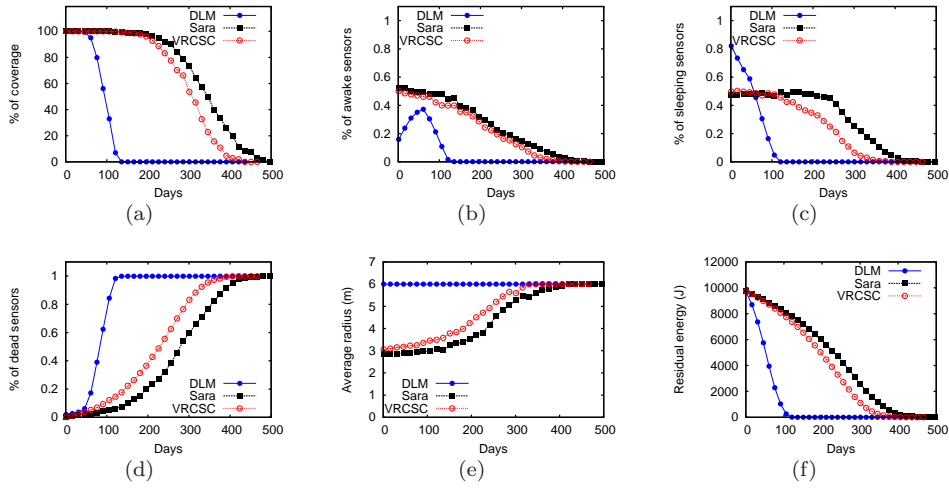 % of coverage
100
80
60
40
20
0
0 100 200 300 400 500
Days
DLM
Sara
VRCSC
(a)
% of awake sensors
1
0.8
0.6
0.4
0.2
0
0 100 200 300 400 500
Days
DLM
Sara
VRCSC
(b)
% of sleeping sensors
1
0.8
0.6
0.4
0.2
0
0 100 200 300 400 500
Days
DLM
Sara
VRCSC
(c)
% of dead sensors
1
0.8
0.6
0.4
0.2
0
0 100 200 300 400 500
Days
DLM
Sara
VRCSC
(d)
Average radius (m)
7
6
5
4
3
2
1
0
0 100 200 300 400 500
Days
DLM
Sara
VRCSC
(e)
Residual energy (J)
12000
10000
8000
6000
4000
2000
0
0 100 200 300 400 500
Days
DLM
Sara
VRCSC
(f)